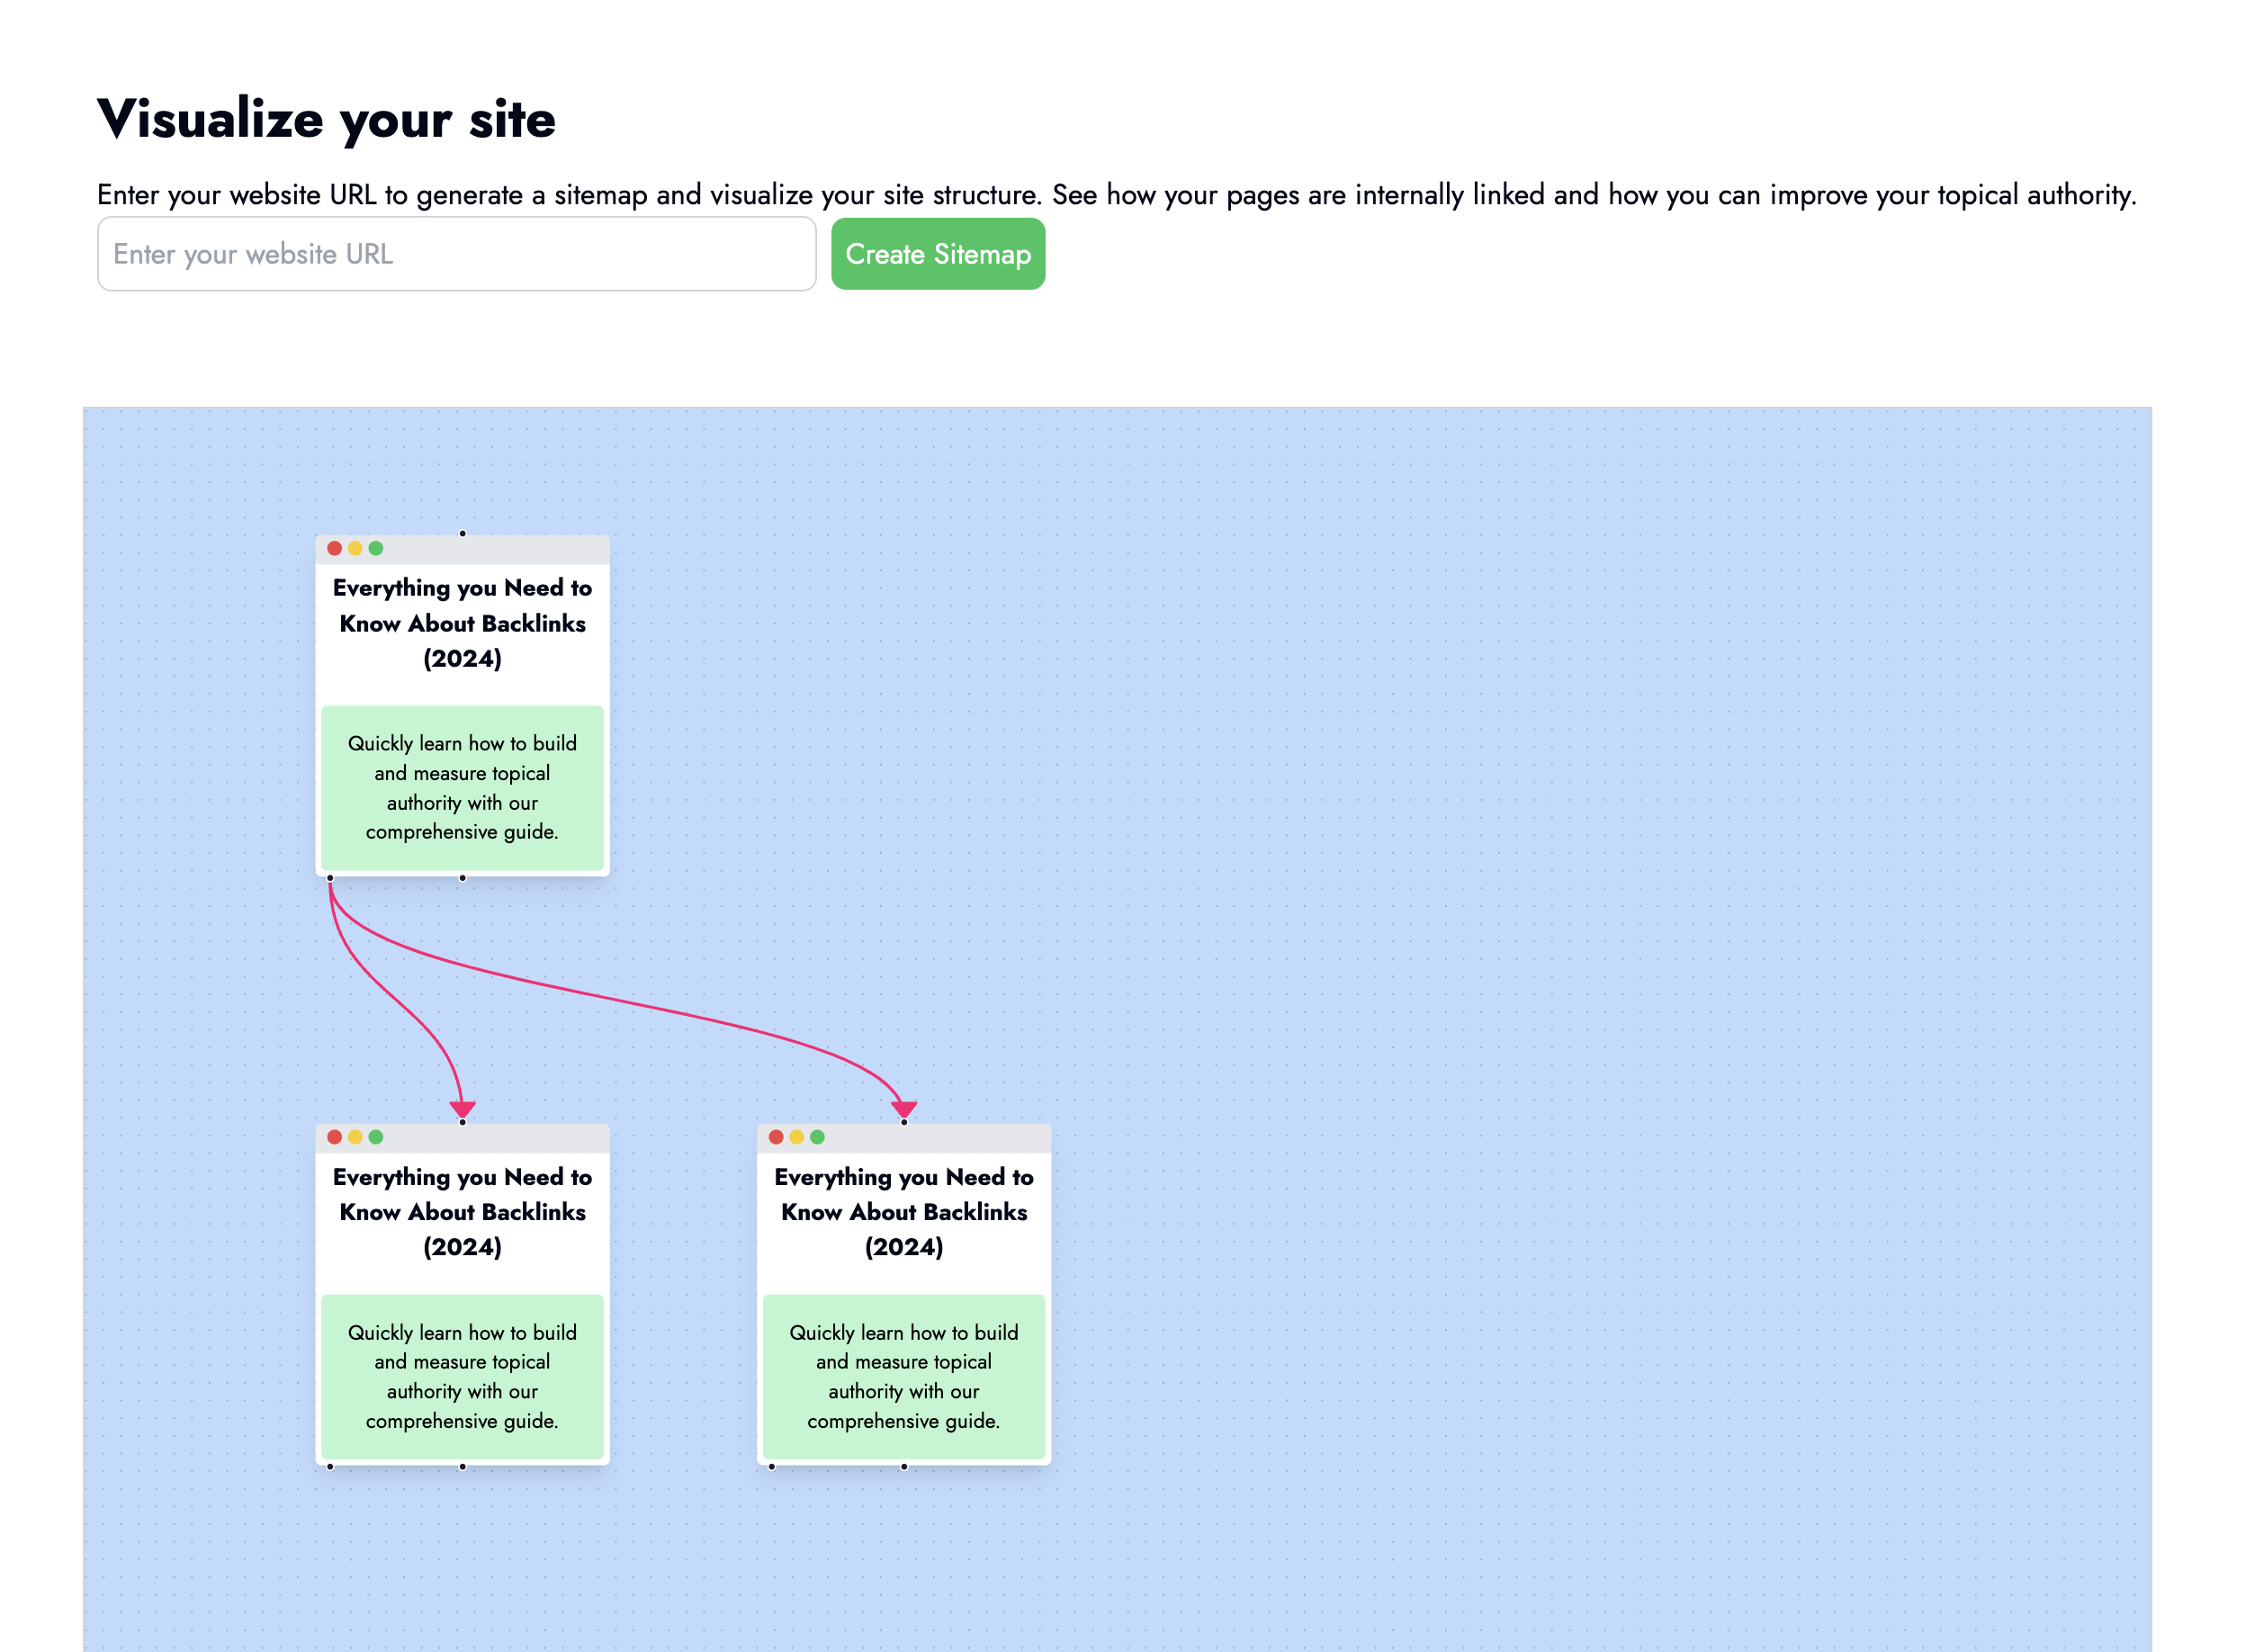 Visualize your site
Enter your website URL to generate a sitemap and visualize your site structure. See how your pages are internally linked and how you can improve your topical authority.
Enter your website URL
Create Sitemap
Everything you Need to
Know About Backlinks
(2024)
Quickly learn how to build
and measure topical
authority with our
comprehensive guide.
Everything you Need to
Know About Backlinks
(2024)
Quickly learn how to build
and measure topical
authority with our
comprehensive guide.
Everything you Need to
Know About Backlinks
(2024)
Quickly learn how to build
and measure topical
authority with our
comprehensive guide.